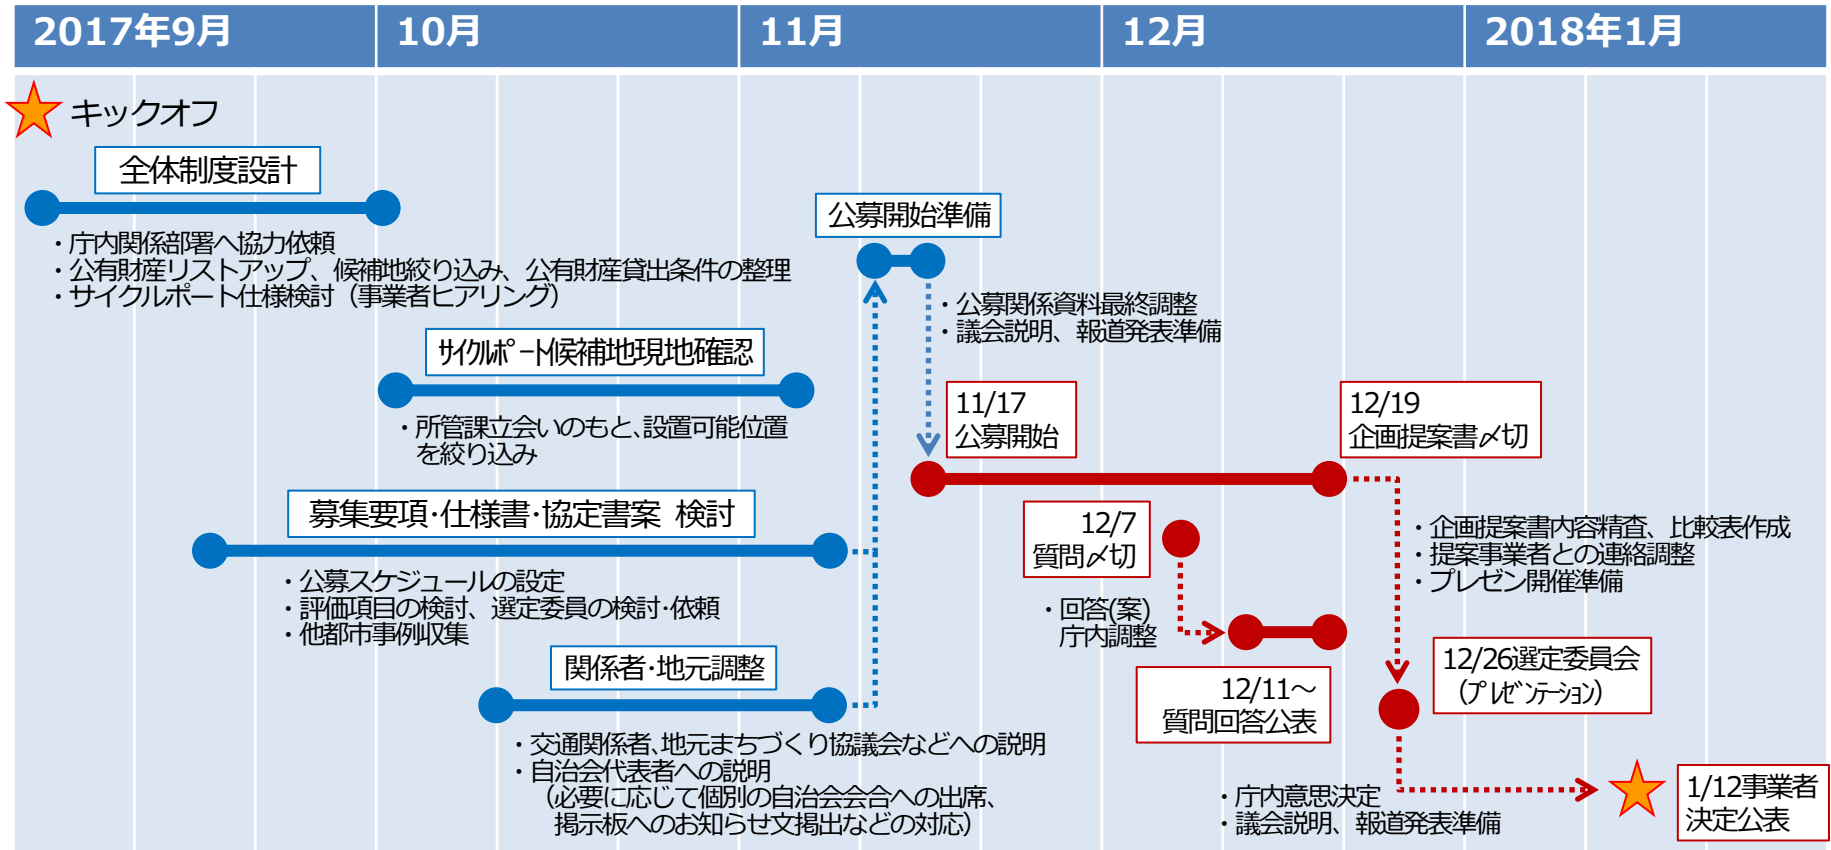 2017年9月
10月
11月
12月
2018年1月
キックオフ
全体制度設計
・庁内関係部署へ協力依頼
・公有財産リストアップ、候補地絞り込み、公有財産貸出条件の整理
・サイクルポート仕様検討（事業者ヒアリング）
公募開始準備
・公募関係資料最終調整
・議会説明、報道発表準備
ｻｲｸﾙﾎﾟｰﾄ候補地現地確認
・所管課立会いのもと、設置可能位置
を絞り込み
11/17
公募開始
12/19
企画提案書〆切
募集要項･仕様書･協定書案 検討
・公募スケジュールの設定
・評価項目の検討、選定委員の検討･依頼
・他都市事例収集
12/7
質問〆切
・回答(案)
庁内調整
・企画提案書内容精査、比較表作成
・提案事業者との連絡調整
・プレゼン開催準備
関係者･地元調整
・交通関係者、地元まちづくり協議会などへの説明
・自治会代表者への説明
（必要に応じて個別の自治会会合への出席、
掲示板へのお知らせ文掲出などの対応）
12/11～
質問回答公表
12/26選定委員会
（ﾌﾟﾚｾﾞﾝﾃｰｼｮﾝ）
・庁内意思決定
・議会説明、報道発表準備
1/12事業者
決定公表